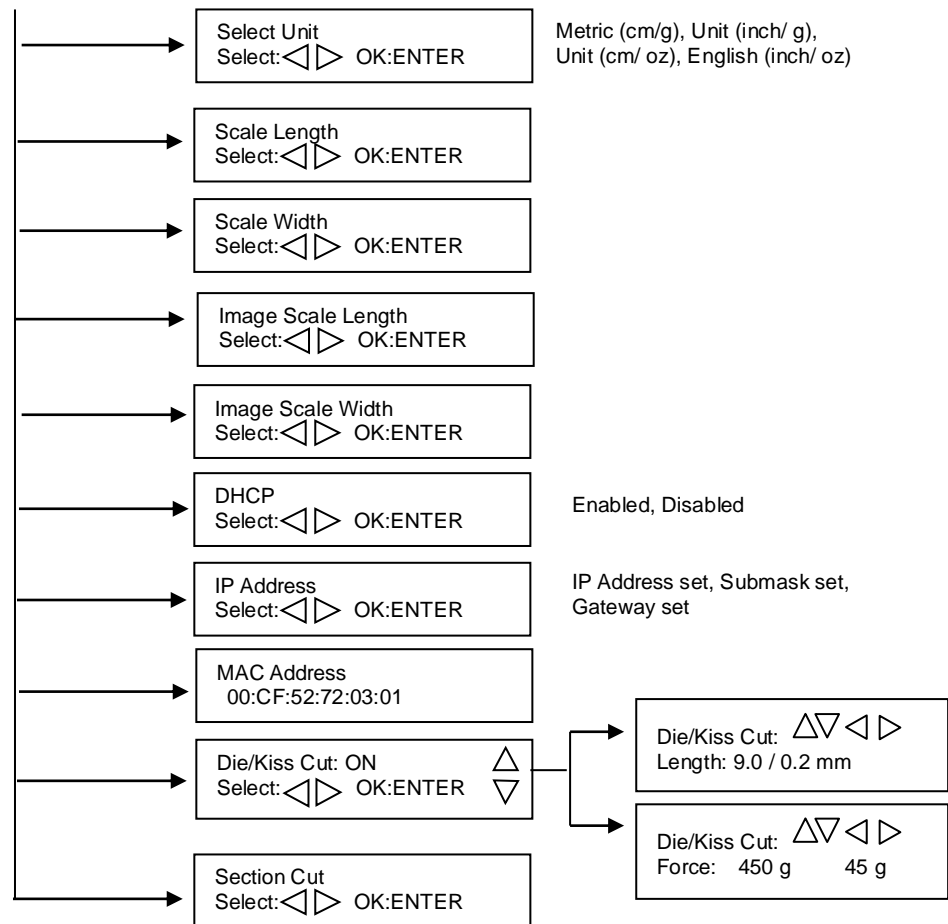 Select Unit
Select: ◁ ▷ OK:ENTER
Metric (cm/g), Unit (inch/ g),
Unit (cm/ oz), English (inch/ oz)
Scale Length
Select: ◁ ▷ OK:ENTER
Scale Width
Select: ◁ ▷ OK:ENTER
Image Scale Length
Select: ◁ ▷ OK:ENTER
Image Scale Width
Select: ◁ ▷ OK:ENTER
DHCP
Select: ◁ ▷ OK:ENTER
Enabled, Disabled
IP Address
Select: ◁ ▷ OK:ENTER
IP Address set, Submask set,
Gateway set
MAC Address
00:CF:52:72:03:01
Die/Kiss Cut: ON △
Select: ◁ ▷ OK:ENTER ▽
Die/Kiss Cut: △▽ ◁ ▷
Length: 9.0 / 0.2 mm
Die/Kiss Cut: △▽ ◁ ▷
Force: 450 g 45 g
Section Cut
Select: ◁ ▷ OK:ENTER